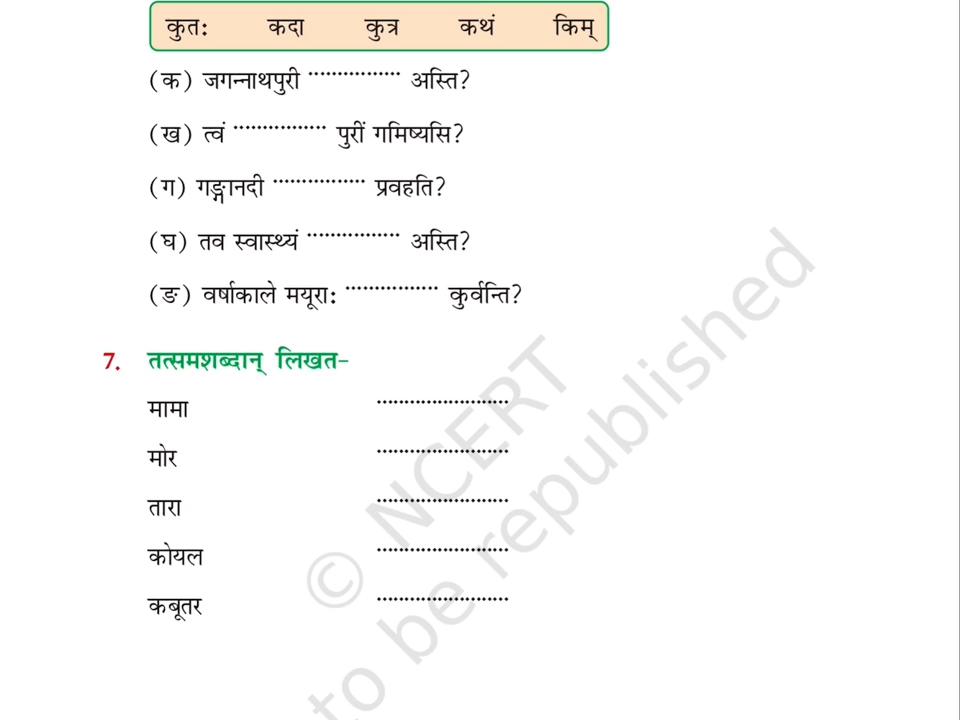 कुतः कदा कुत्र कथं किम्
(क) जगन्नाथपुरी ................ अस्ति?
(ख) त्वं ................ पुरीं गमिष्यसि?
(ग) गङ्गानदी ................ प्रवहति?
(घ) तव स्वास्थ्यं ................ अस्ति?
(ङ) वर्षाकाले मयूराः ................ कुर्वन्ति?
7. तत्समशब्दान् लिखत-
मामा ........................
मोर ........................
तारा ........................
कोयल ........................
कबूतर ........................
© NCERT
to be republished